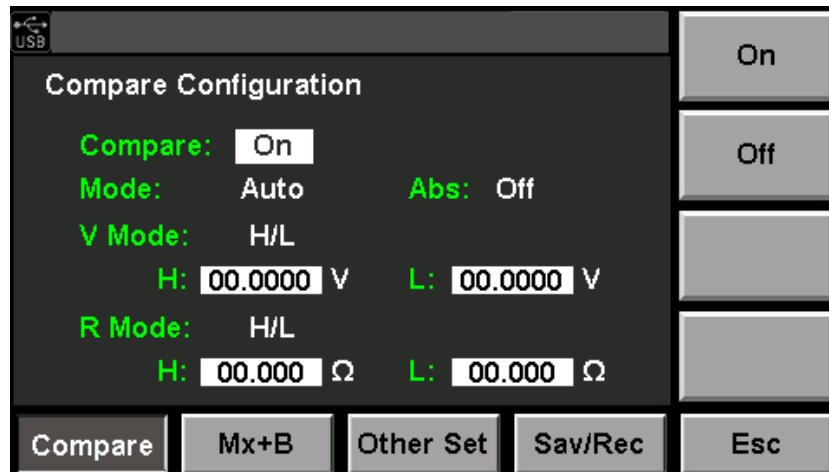 USB
Compare Configuration
Compare: On
Mode: Auto Abs: Off
V Mode: H/L
H: 00.0000 V L: 00.0000 V
R Mode: H/L
H: 00.000 Ω L: 00.000 Ω
On
Off
Compare Mx+B Other Set Sav/Rec Esc